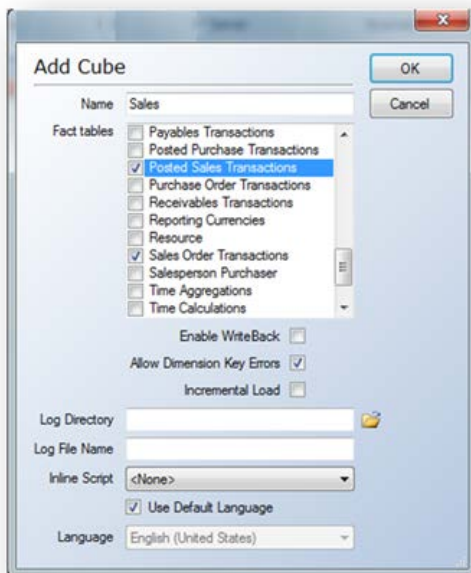 Add Cube
OK
Name Sales
Cancel
Fact tables
Payables Transactions
Posted Purchase Transactions
Posted Sales Transactions
Purchase Order Transactions
Receivables Transactions
Reporting Currencies
Resource
Sales Order Transactions
Salesperson Purchaser
Time Aggregations
Time Calculations
Enable WriteBack
Allow Dimension Key Errors
Incremental Load
Log Directory
Log File Name
Inline Script <None>
Use Default Language
Language English (United States)